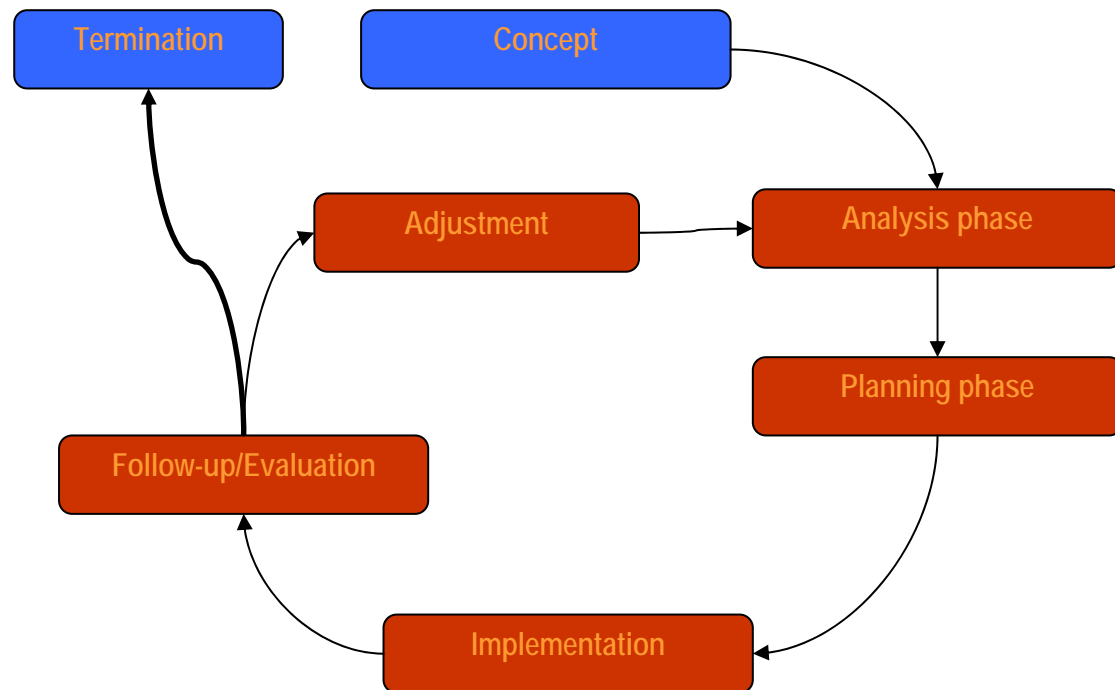 Termination
Concept
Adjustment
Analysis phase
Planning phase
Follow-up/Evaluation
Implementation